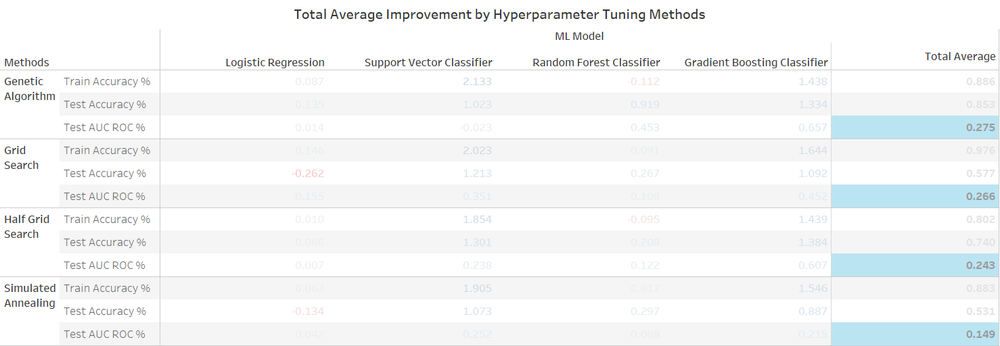 Total Average Improvement by Hyperparameter Tuning Methods
ML Model
Methods Logistic Regression Support Vector Classifier Random Forest Classifier Gradient Boosting Classifier Total Average
Genetic Algorithm Train Accuracy % 0.087 2.133 -0.112 1.438 0.886
Test Accuracy % 0.135 1.023 0.919 1.334 0.853
Test AUC ROC % 0.014 -0.023 0.453 0.657 0.275
Grid Search Train Accuracy % 0.146 2.023 0.091 1.644 0.976
Test Accuracy % -0.262 1.213 0.267 1.092 0.577
Test AUC ROC % 0.155 0.351 0.108 0.452 0.266
Half Grid Search Train Accuracy % 0.010 1.854 -0.095 1.439 0.802
Test Accuracy % 0.066 1.301 0.208 1.384 0.740
Test AUC ROC % 0.007 0.238 0.122 0.607 0.243
Simulated Annealing Train Accuracy % 0.063 1.905 0.017 1.546 0.883
Test Accuracy % -0.134 1.073 0.297 0.887 0.531
Test AUC ROC % 0.042 0.252 0.088 0.215 0.149